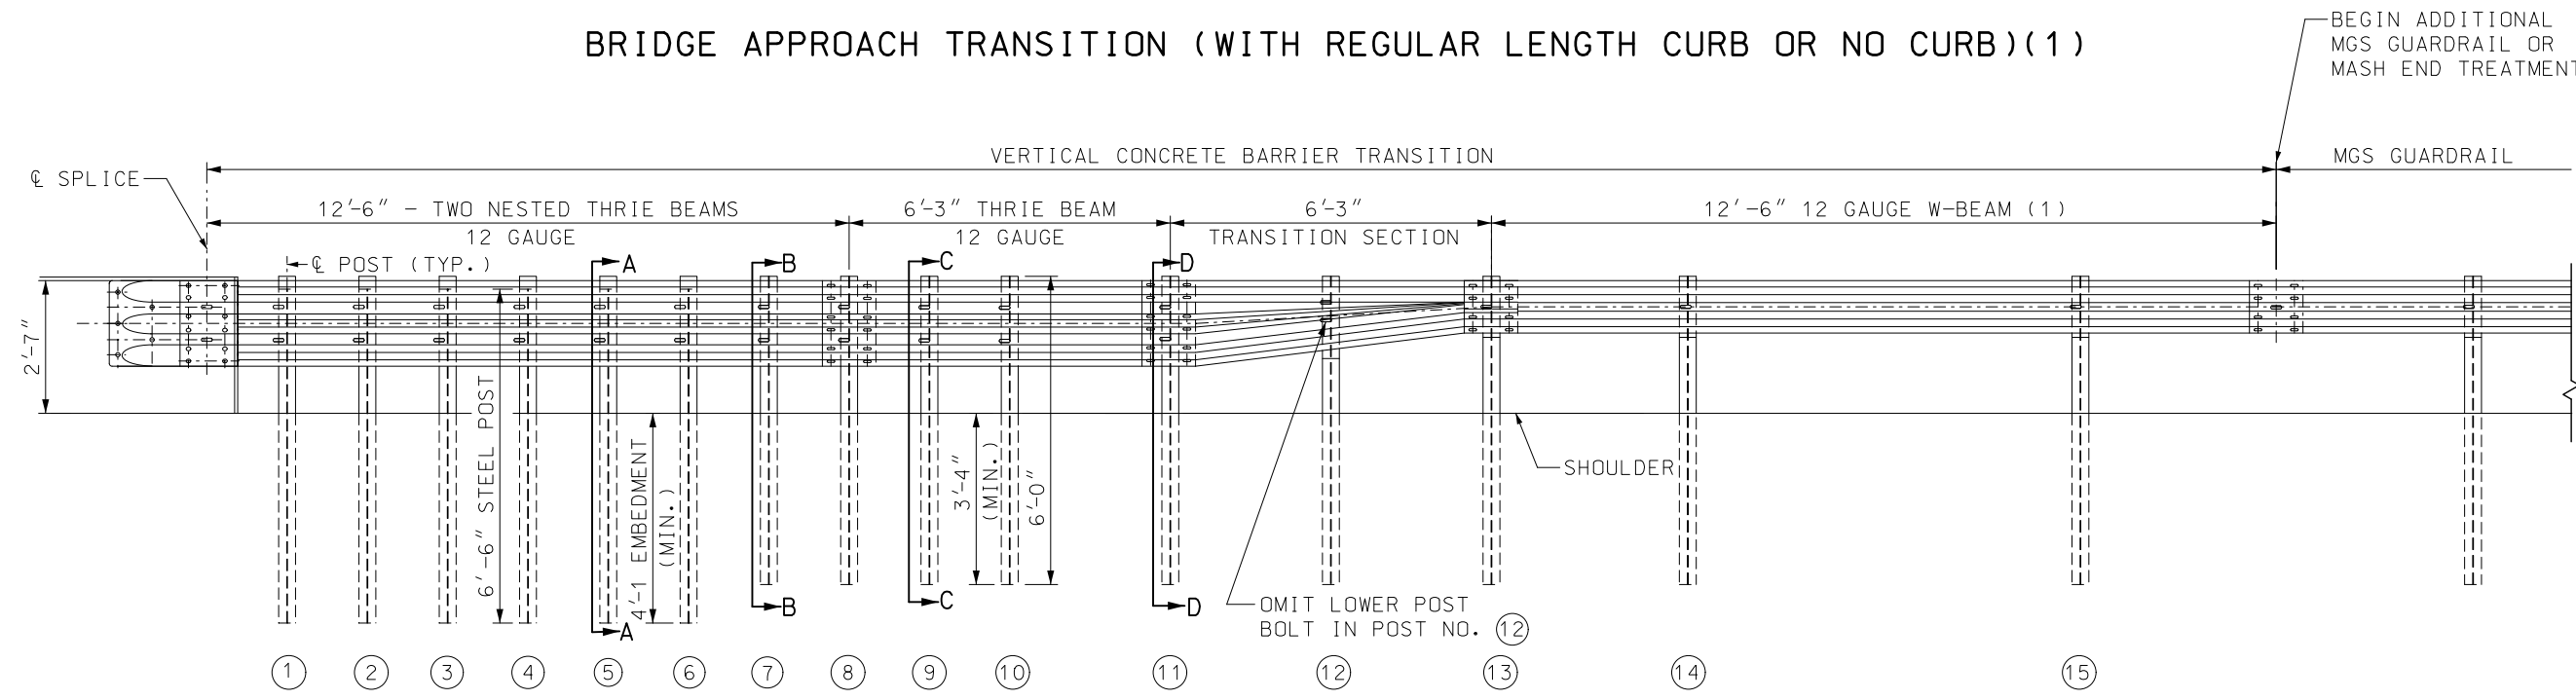 BRIDGE APPROACH TRANSITION (WITH REGULAR LENGTH CURB OR NO CURB)(1)
BEGIN ADDITIONAL
MGS GUARDRAIL OR
MASH END TREATMENT
VERTICAL CONCRETE BARRIER TRANSITION
MGS GUARDRAIL
℄ SPLICE
12'-6" - TWO NESTED THRIE BEAMS
12 GAUGE
6'-3" THRIE BEAM
12 GAUGE
6'-3"
TRANSITION SECTION
12'-6" 12 GAUGE W-BEAM (1)
℄ POST (TYP.)
A
B
C
D
2'-7"
6'-6" STEEL POST
4'-1 EMBEDMENT
(MIN.)
3'-4"
(MIN.)
6'-0"
SHOULDER
A
B
C
D
OMIT LOWER POST
BOLT IN POST NO. 12
1 2 3 4 5 6 7 8 9 10 11 12 13 14 15